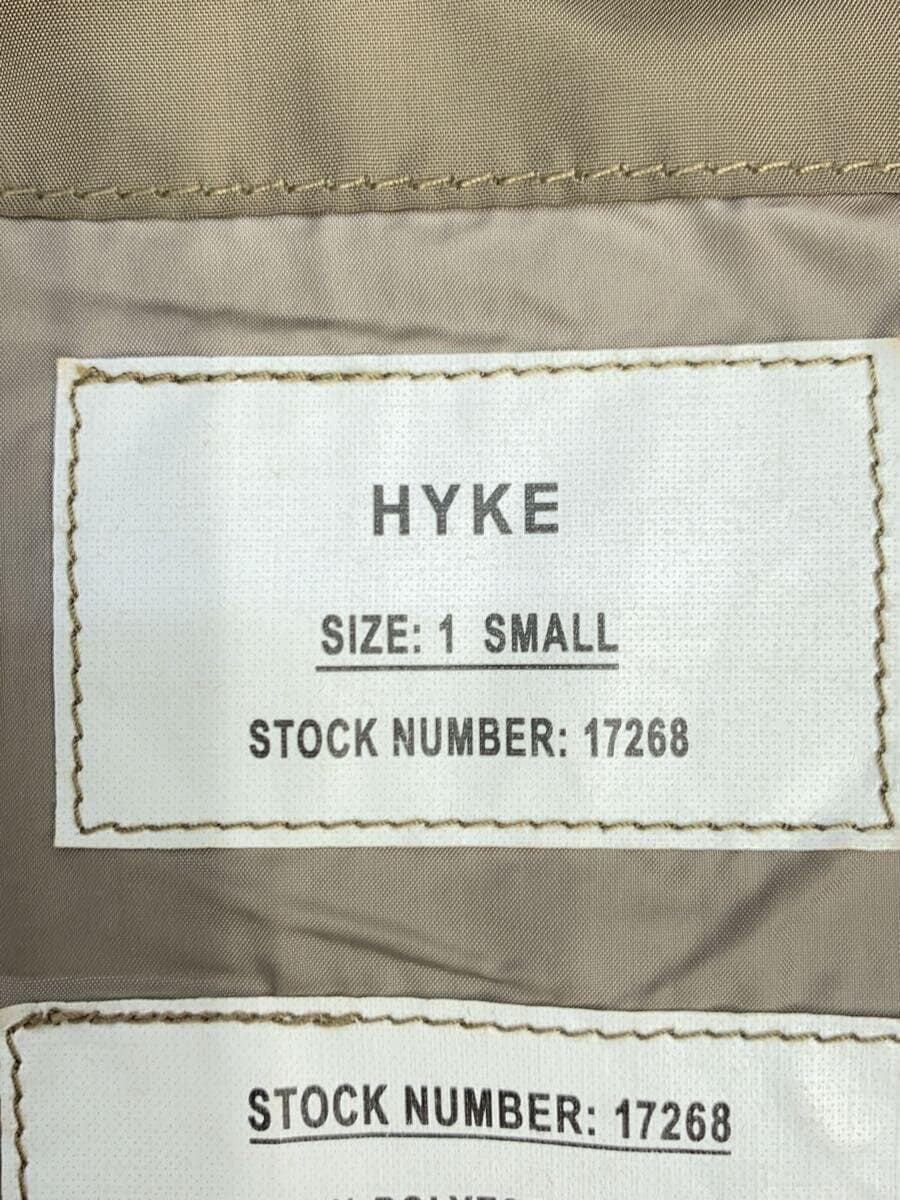 HYKE
SIZE: 1 SMALL
STOCK NUMBER: 17268
STOCK NUMBER: 17268